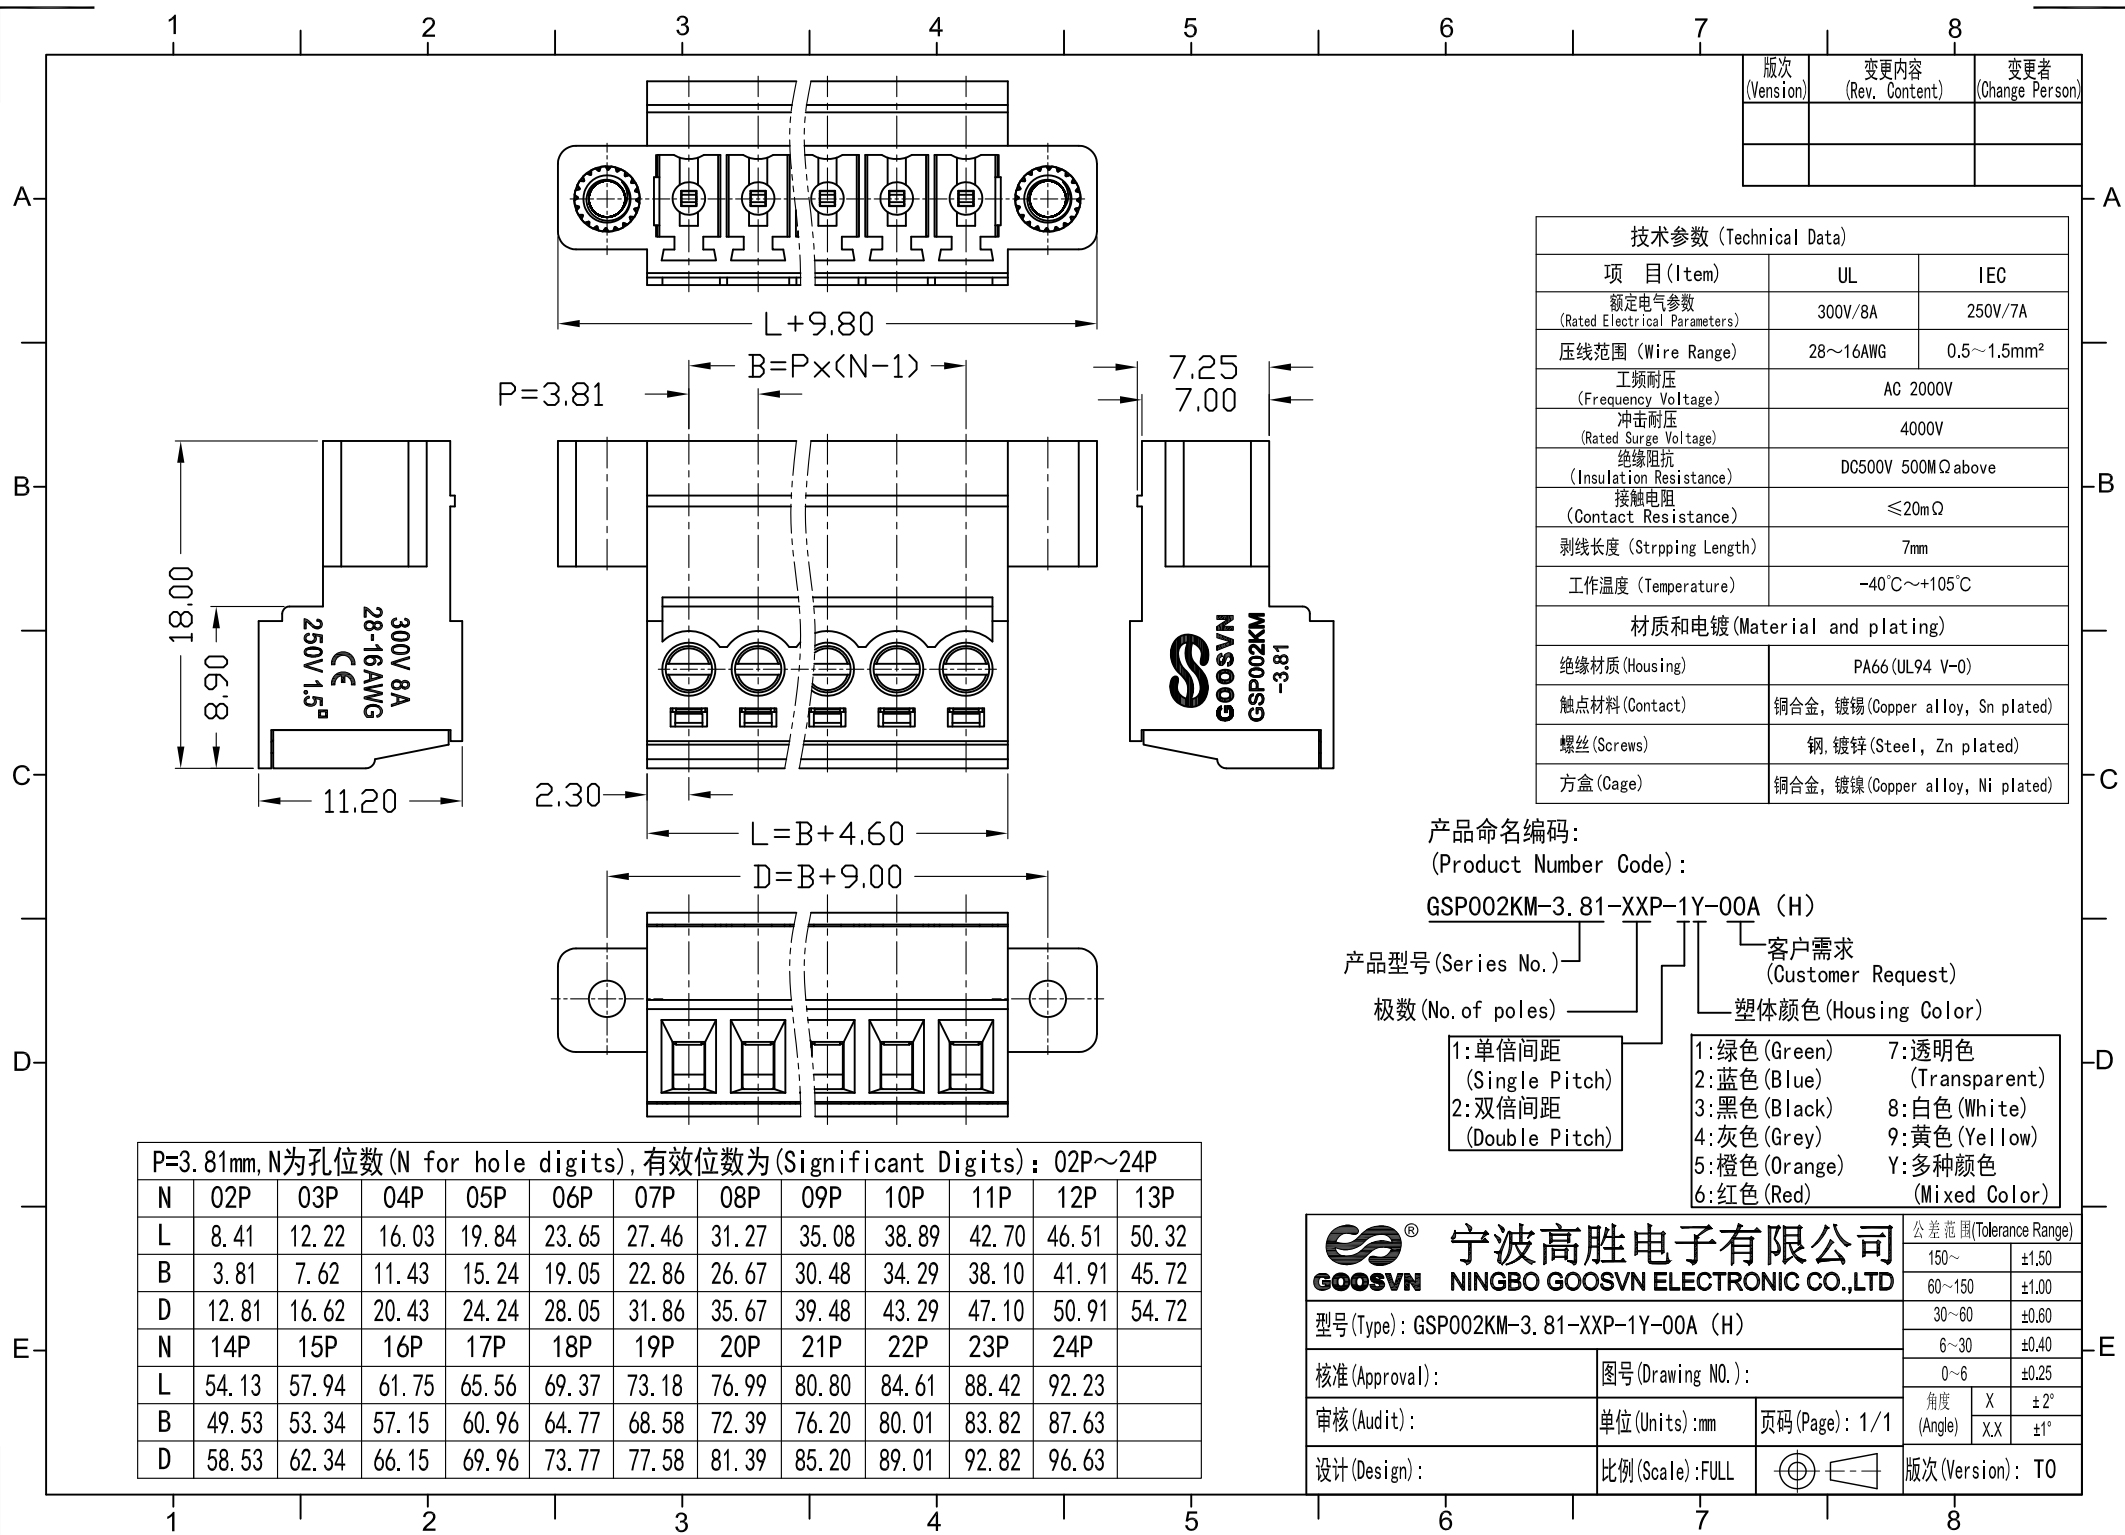 1 2 3 4 5 6 7 8
版次 变更内容 变更者
(Vension) (Rev. Content) (Change Person)
A A
L+9.80
B=P×(N-1)
P=3.81
7.25
7.00
18.00
8.90
11.20
300V 8A
28-16AWG
CE
250V 1.5
GOOSVN
GSP002KM
-3.81
2.30
L=B+4.60
D=B+9.00
B B
C C
D D
E E
技术参数 (Technical Data)
项 目(Item) UL IEC
额定电气参数
(Rated Electrical Parameters) 300V/8A 250V/7A
压线范围 (Wire Range) 28~16AWG 0.5~1.5mm²
工频耐压
(Frequency Voltage) AC 2000V
冲击耐压
(Rated Surge Voltage) 4000V
绝缘阻抗
(Insulation Resistance) DC500V 500MΩabove
接触电阻
(Contact Resistance) ≤20mΩ
剥线长度 (Strpping Length) 7mm
工作温度 (Temperature) -40℃~+105℃
材质和电镀(Material and plating)
绝缘材质(Housing) PA66(UL94 V-0)
触点材料(Contact) 铜合金, 镀锡(Copper alloy, Sn plated)
螺丝(Screws) 钢,镀锌(Steel, Zn plated)
方盒(Cage) 铜合金, 镀镍(Copper alloy, Ni plated)
产品命名编码:
(Product Number Code):
GSP002KM-3.81-XXP-1Y-00A (H)
产品型号(Series No.)
客户需求
(Customer Request)
极数(No.of poles)
塑体颜色(Housing Color)
1:单倍间距
(Single Pitch)
2:双倍间距
(Double Pitch)
1:绿色(Green) 7:透明色
2:蓝色(Blue) (Transparent)
3:黑色(Black) 8:白色(White)
4:灰色(Grey) 9:黄色(Yellow)
5:橙色(Orange) Y:多种颜色
6:红色(Red) (Mixed Color)
P=3.81mm,N为孔位数(N for hole digits),有效位数为(Significant Digits): 02P~24P
N 02P 03P 04P 05P 06P 07P 08P 09P 10P 11P 12P 13P
L 8.41 12.22 16.03 19.84 23.65 27.46 31.27 35.08 38.89 42.70 46.51 50.32
B 3.81 7.62 11.43 15.24 19.05 22.86 26.67 30.48 34.29 38.10 41.91 45.72
D 12.81 16.62 20.43 24.24 28.05 31.86 35.67 39.48 43.29 47.10 50.91 54.72
N 14P 15P 16P 17P 18P 19P 20P 21P 22P 23P 24P
L 54.13 57.94 61.75 65.56 69.37 73.18 76.99 80.80 84.61 88.42 92.23
B 49.53 53.34 57.15 60.96 64.77 68.58 72.39 76.20 80.01 83.82 87.63
D 58.53 62.34 66.15 69.96 73.77 77.58 81.39 85.20 89.01 92.82 96.63
GOOSVN ®
宁波高胜电子有限公司
NINGBO GOOSVN ELECTRONIC CO.,LTD
公差范围(Tolerance Range)
150~ ±1.50
60~150 ±1.00
30~60 ±0.60
6~30 ±0.40
0~6 ±0.25
角度 X ±2°
(Angle) X.X ±1°
型号(Type): GSP002KM-3.81-XXP-1Y-00A (H)
核准(Approval): 图号(Drawing NO.):
审核(Audit): 单位(Units):mm 页码(Page): 1/1
设计(Design): 比例(Scale):FULL 版次(Version): T0
1 2 3 4 5 6 7 8